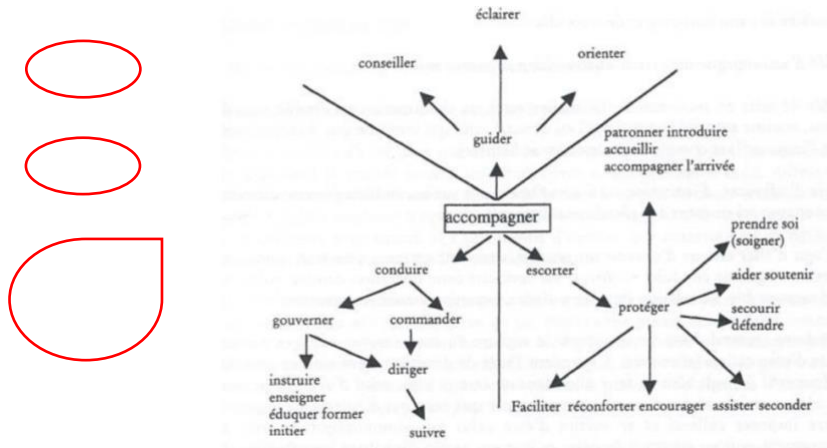 éclairer
conseiller
orienter
guider
patronner introduire
accueillir
accompagner l'arrivée
accompagner
prendre soi
(soigner)
conduire
escorter
aider soutenir
gouverner
commander
protéger
secourir
défendre
diriger
instruire
enseigner
éduquer former
initier
suivre
Faciliter réconforter encourager assister seconder